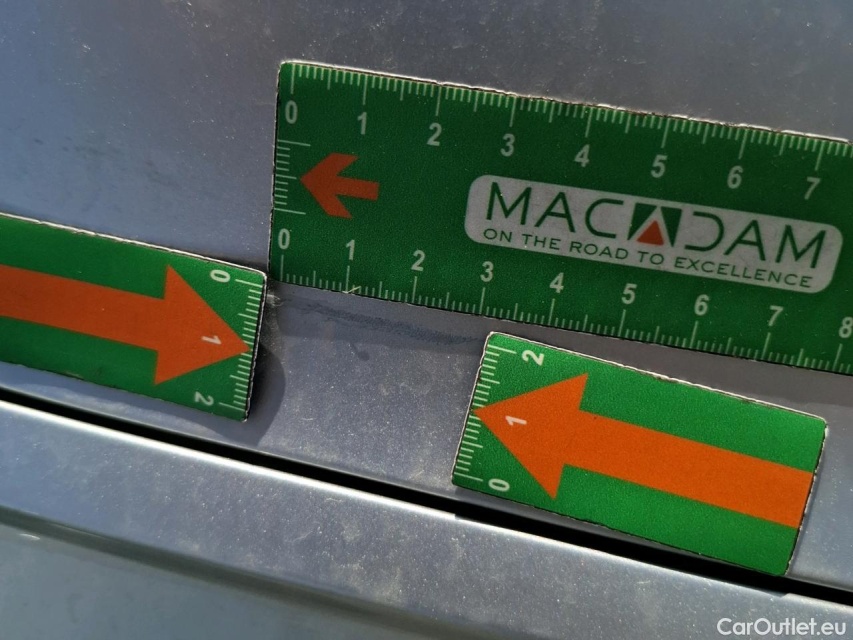 0 1 2 3 4 5 6 7
MACADAM
ON THE ROAD TO EXCELLENCE
0 1 2 3 4 5 6 7 8
0
1
2
2
1
0
CarOutlet.eu